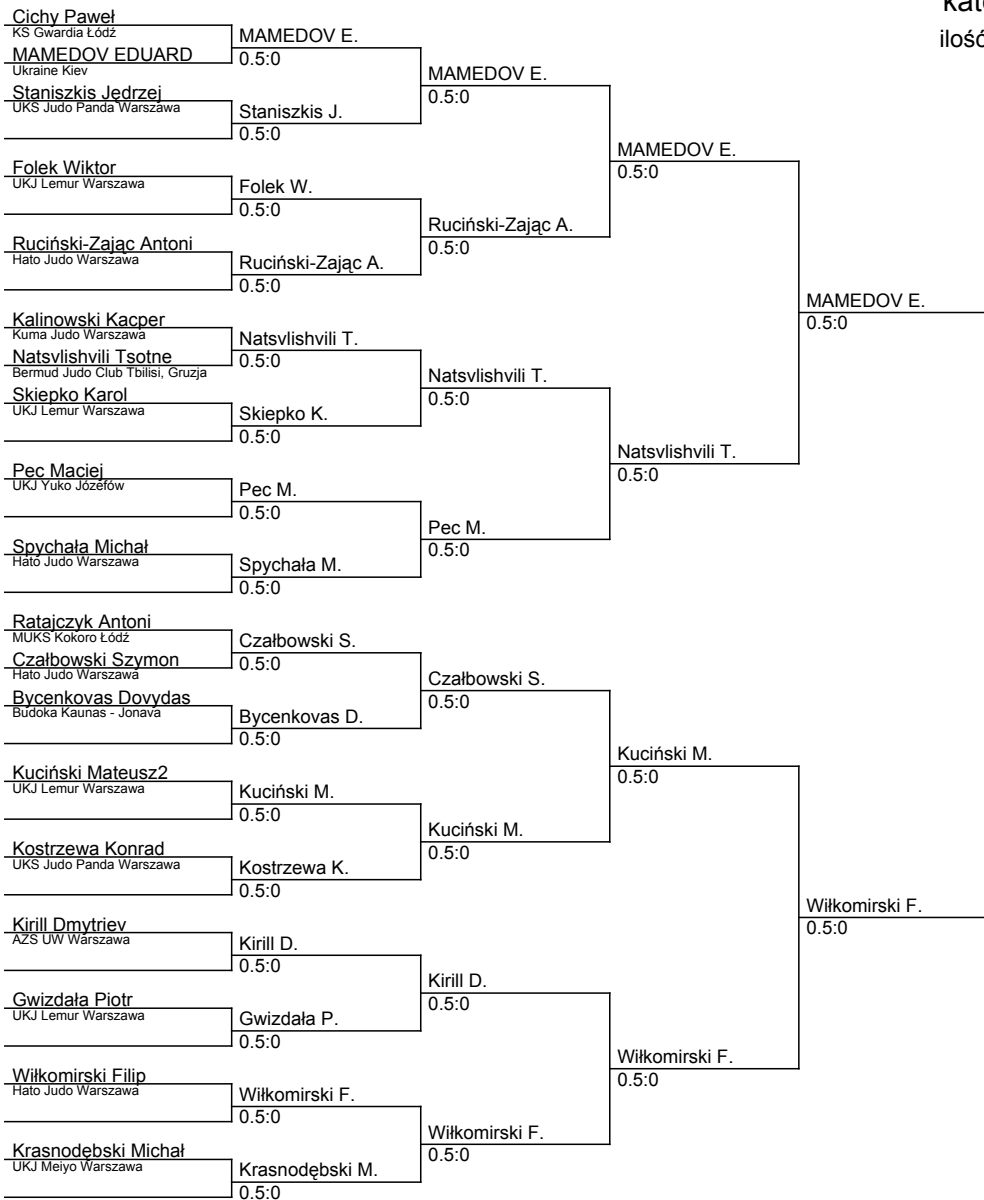 kate
ilość
Cichy Paweł
KS Gwardia Łódź
MAMEDOV EDUARD
Ukraine Kiev
Staniszkis Jędrzej
UKS Judo Panda Warszawa
Folek Wiktor
UKJ Lemur Warszawa
Ruciński-Zając Antoni
Hato Judo Warszawa
Kalinowski Kacper
Kuma Judo Warszawa
Natsvlishvili Tsotne
Bermud Judo Club Tbilisi, Gruzja
Skiepko Karol
UKJ Lemur Warszawa
Pec Maciej
UKJ Yuko Józefów
Spychała Michał
Hato Judo Warszawa
Ratajczyk Antoni
MUKS Kokoro Łódź
Czałbowski Szymon
Hato Judo Warszawa
Bycenkovas Dovydas
Budoka Kaunas - Jonava
Kuciński Mateusz2
UKJ Lemur Warszawa
Kostrzewa Konrad
UKS Judo Panda Warszawa
Kirill Dmytriev
AZS UW Warszawa
Gwizdała Piotr
UKJ Lemur Warszawa
Wiłkomirski Filip
Hato Judo Warszawa
Krasnodębski Michał
UKJ Meiyo Warszawa
MAMEDOV E.
0.5:0
Staniszkis J.
0.5:0
Folek W.
0.5:0
Ruciński-Zając A.
0.5:0
Natsvlishvili T.
0.5:0
Skiepko K.
0.5:0
Pec M.
0.5:0
Spychała M.
0.5:0
Czałbowski S.
0.5:0
Bycenkovas D.
0.5:0
Kuciński M.
0.5:0
Kostrzewa K.
0.5:0
Kirill D.
0.5:0
Gwizdała P.
0.5:0
Wiłkomirski F.
0.5:0
Krasnodębski M.
0.5:0
MAMEDOV E.
0.5:0
Ruciński-Zając A.
0.5:0
Natsvlishvili T.
0.5:0
Pec M.
0.5:0
Czałbowski S.
0.5:0
Kuciński M.
0.5:0
Kirill D.
0.5:0
Wiłkomirski F.
0.5:0
MAMEDOV E.
0.5:0
Natsvlishvili T.
0.5:0
Kuciński M.
0.5:0
Wiłkomirski F.
0.5:0
MAMEDOV E.
0.5:0
Wiłkomirski F.
0.5:0